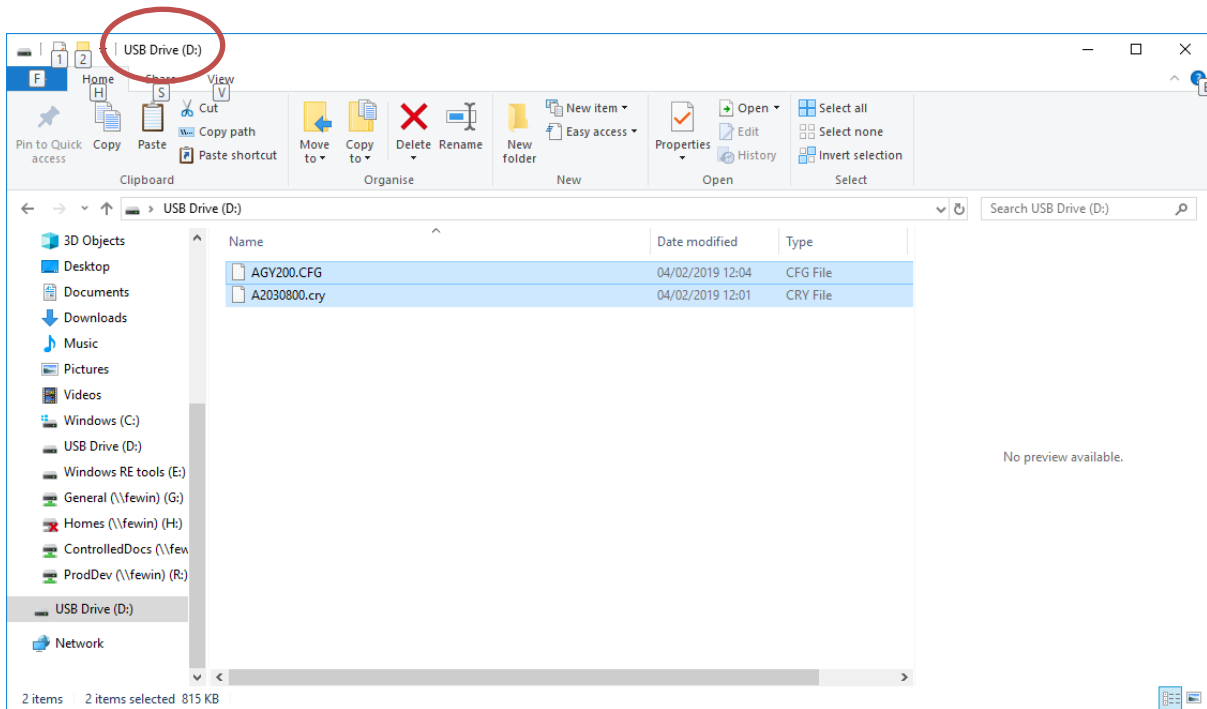 USB Drive (D:)
1 2
F Home Share View
H S V
Pin to Quick access
Copy
Paste
Cut
Copy path
Paste shortcut
Move to
Copy to
Delete
Rename
New folder
New item
Easy access
Properties
Open
Edit
History
Select all
Select none
Invert selection
Clipboard Organise New Open Select
USB Drive (D:)
Search USB Drive (D:)
Name Date modified Type
AGY200.CFG 04/02/2019 12:04 CFG File
A2030800.cry 04/02/2019 12:01 CRY File
3D Objects
Desktop
Documents
Downloads
Music
Pictures
Videos
Windows (C:)
USB Drive (D:)
Windows RE tools (E:)
General (\\fewin) (G:)
Homes (\\fewin) (H:)
ControlledDocs (\\few
ProdDev (\\fewin) (R:)
USB Drive (D:)
Network
No preview available.
2 items 2 items selected 815 KB